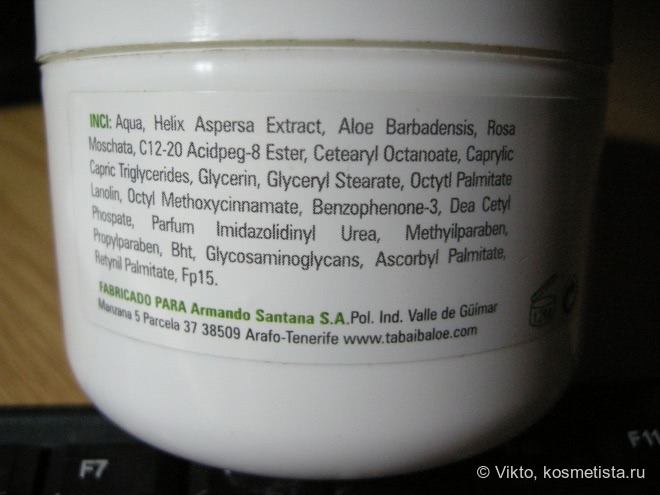 INCI: Aqua, Helix Aspersa Extract, Aloe Barbadensis, Rosa
Moschata, C12-20 Acidpeg-8 Ester, Cetearyl Octanoate, Caprylic
Capric Triglycerides, Glycerin, Glyceryl Stearate, Octytl Palmitate
Lanolin, Octyl Methoxycinnamate, Benzophenone-3, Dea Cetyl
Phospate, Parfum Imidazolidinyl Urea, Methyilparaben,
Propylparaben, Bht, Glycosaminoglycans, Ascorbyl Palmitate,
Retynil Palmitate, Fp15.
FABRICADO PARA Armando Santana S.A.Pol. Ind. Valle de Güímar
Manzana 5 Parcela 37 38509 Arafo-Tenerife www.tabaibaloe.com
12M
F7
F11
© Vikto, kosmetista.ru